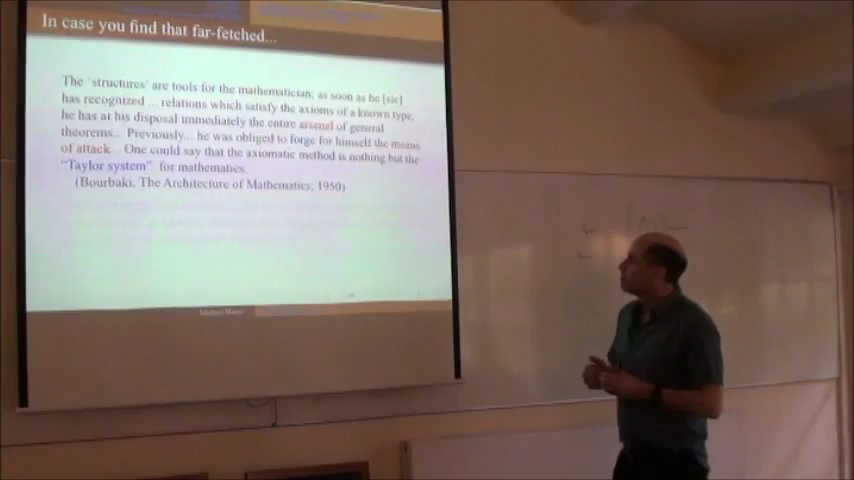 In case you find that far-fetched...
The ‘structures’ are tools for the mathematician; as soon as he [sic]
has recognized ... relations which satisfy the axioms of a known type,
he has at his disposal immediately the entire arsenal of general
theorems... Previously... he was obliged to forge for himself the means
of attack... One could say that the axiomatic method is nothing but the
“Taylor system” for mathematics.
(Bourbaki, The Architecture of Mathematics, 1950)
Michael Harris